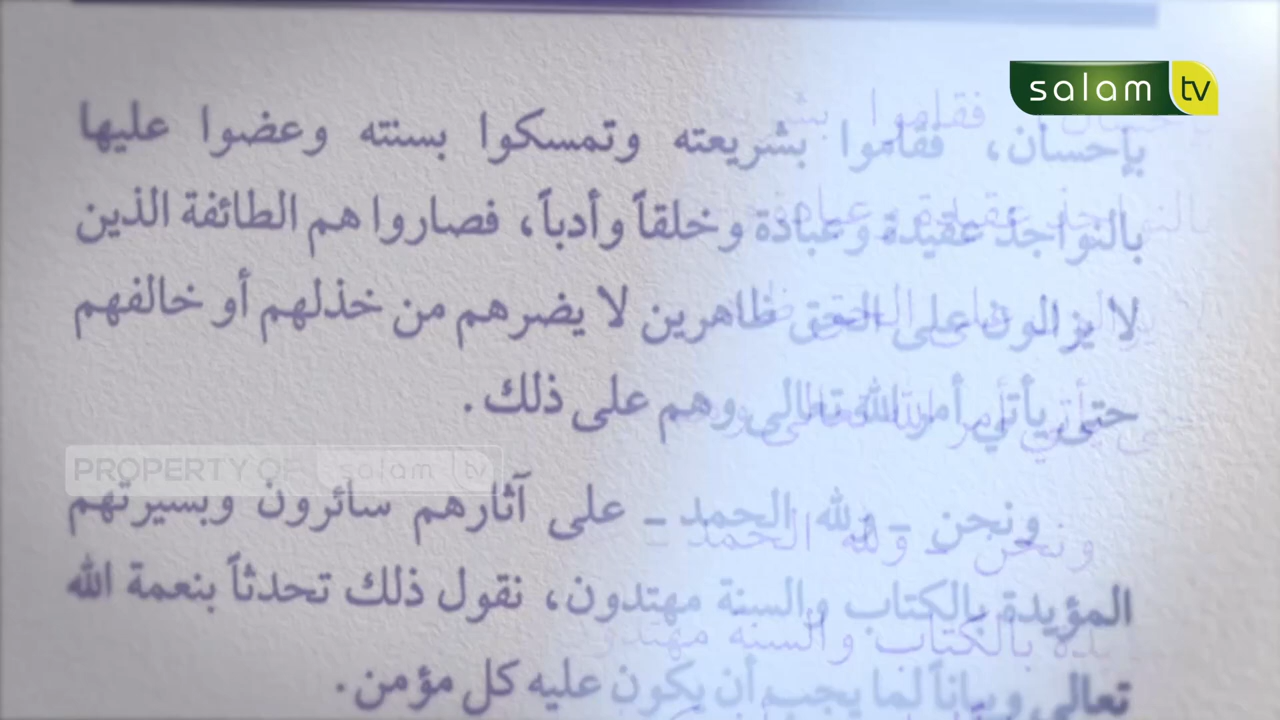 salam tv
بإحسان، فقاموا بشريعته وتمسكوا بسنته وعضوا عليها
بالنواجذ عقيدة وعبادة وخلقاً وأدباً، فصاروا هم الطائفة الذين
لا يزالون على الحق ظاهرين لا يضرهم من خذلهم أو خالفهم
حتى يأتي أمر الله تعالى وهم على ذلك.
PROPERTY OF salam tv
ونحن ـ ولله الحمد ـ على آثارهم سائرون وبسيرتهم
المؤيدة بالكتاب والسنة مهتدون، نقول ذلك تحدثاً بنعمة الله
تعالى وبياناً لما يجب أن يكون عليه كل مؤمن.